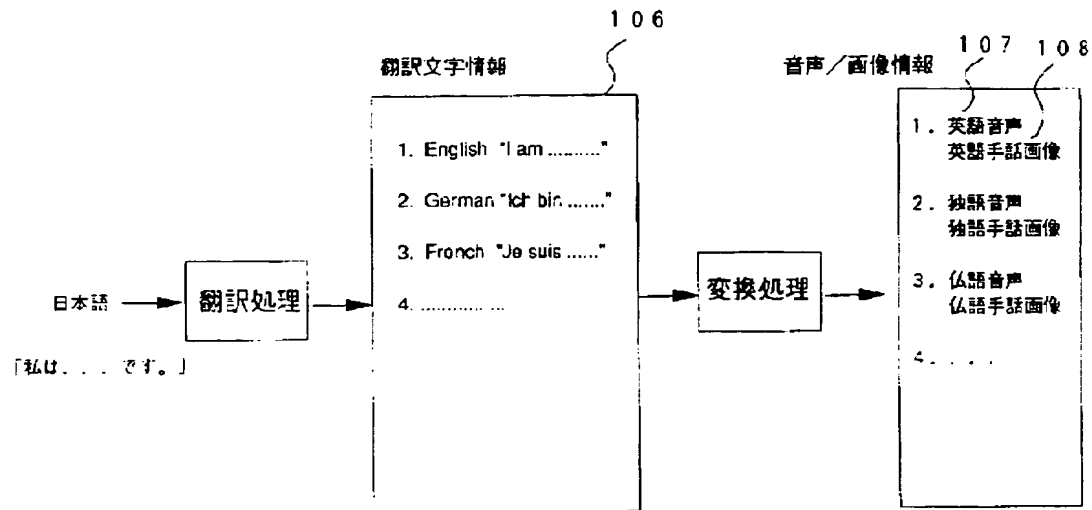 106
翻訳文字情報
1. English "I am .........."
2. German "Ich bin ......."
3. Fronch "Je suis ......"
4. ............. ...
日本語
翻訳処理
「私は．．．です。」
変換処理
音声／画像情報
107
108
1．英語音声
英語手話画像
2．独語音声
独語手話画像
3．仏語音声
仏語手話画像
4．．．．